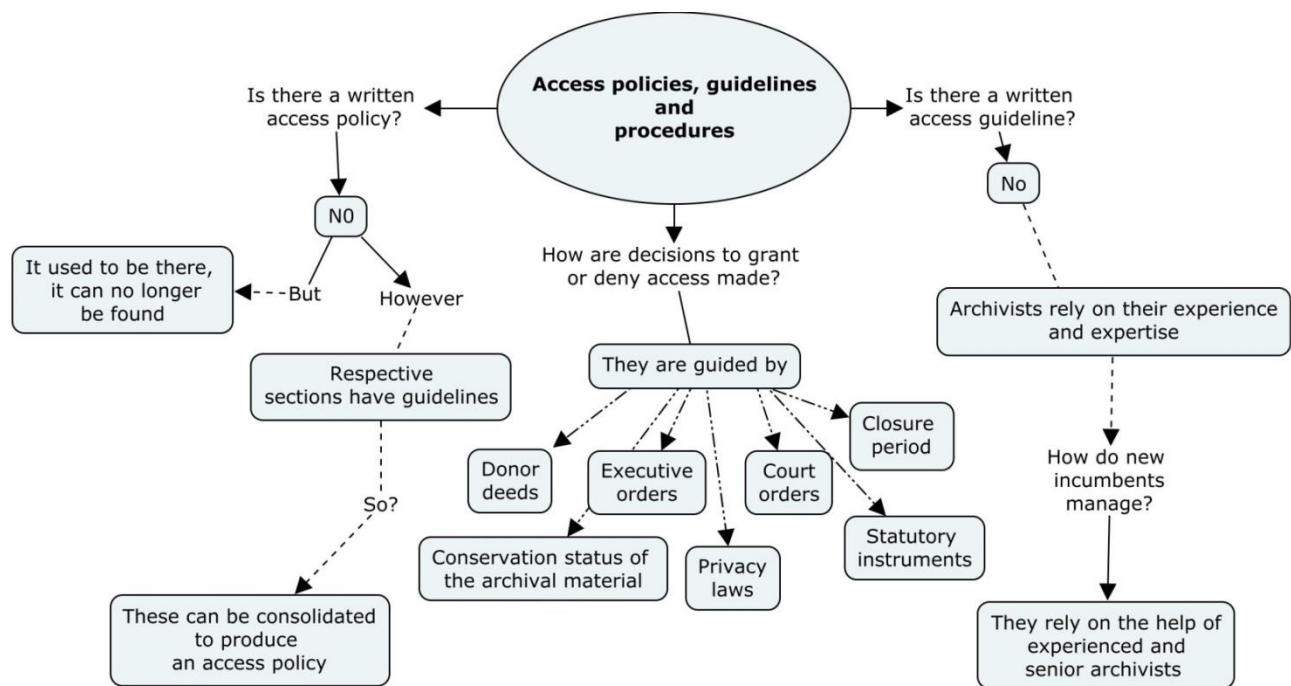 Access policies, guidelines
and
procedures
Is there a written
access policy?
N0
It used to be there,
it can no longer
be found
But
However
Respective
sections have guidelines
So?
These can be consolidated
to produce
an access policy
How are decisions to grant
or deny access made?
They are guided by
Donor
deeds
Executive
orders
Court
orders
Closure
period
Conservation status of
the archival material
Privacy
laws
Statutory
instruments
Is there a written
access guideline?
No
Archivists rely on their experience
and expertise
How do new
incumbents
manage?
They rely on the help of
experienced and
senior archivists